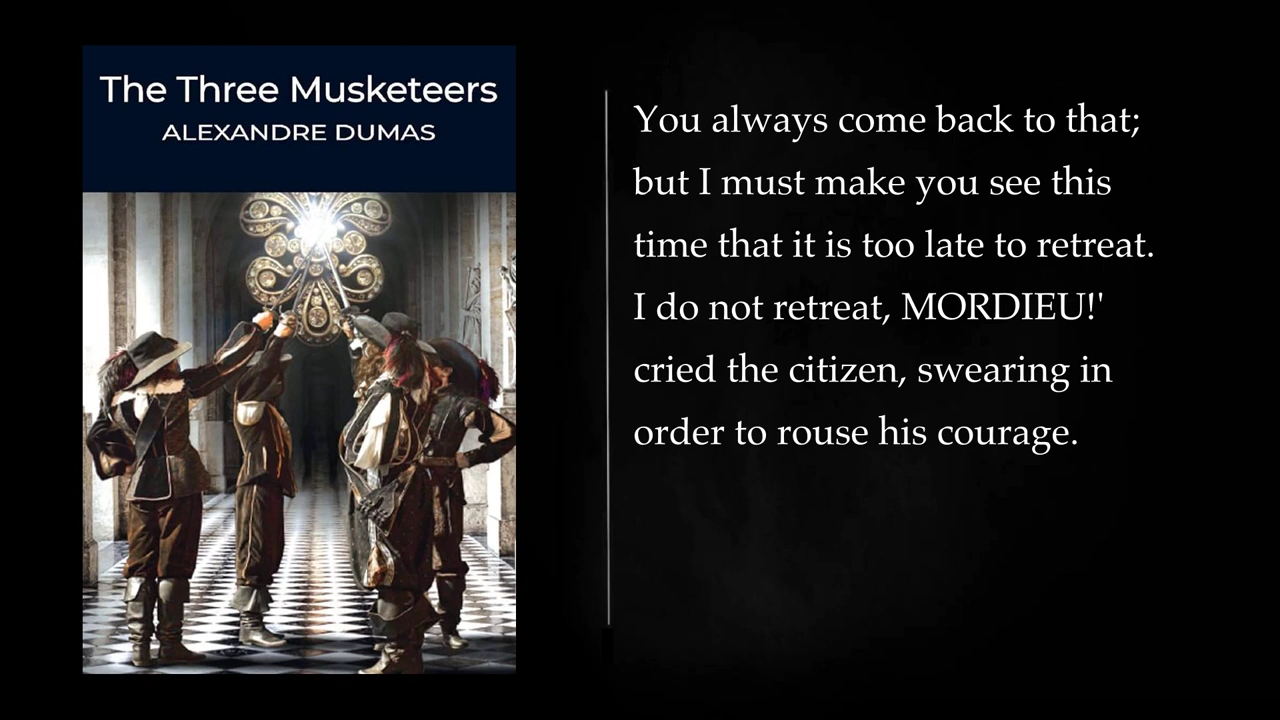 The Three Musketeers
ALEXANDRE DUMAS
You always come back to that;
but I must make you see this
time that it is too late to retreat.
I do not retreat, MORDIEU!'
cried the citizen, swearing in
order to rouse his courage.